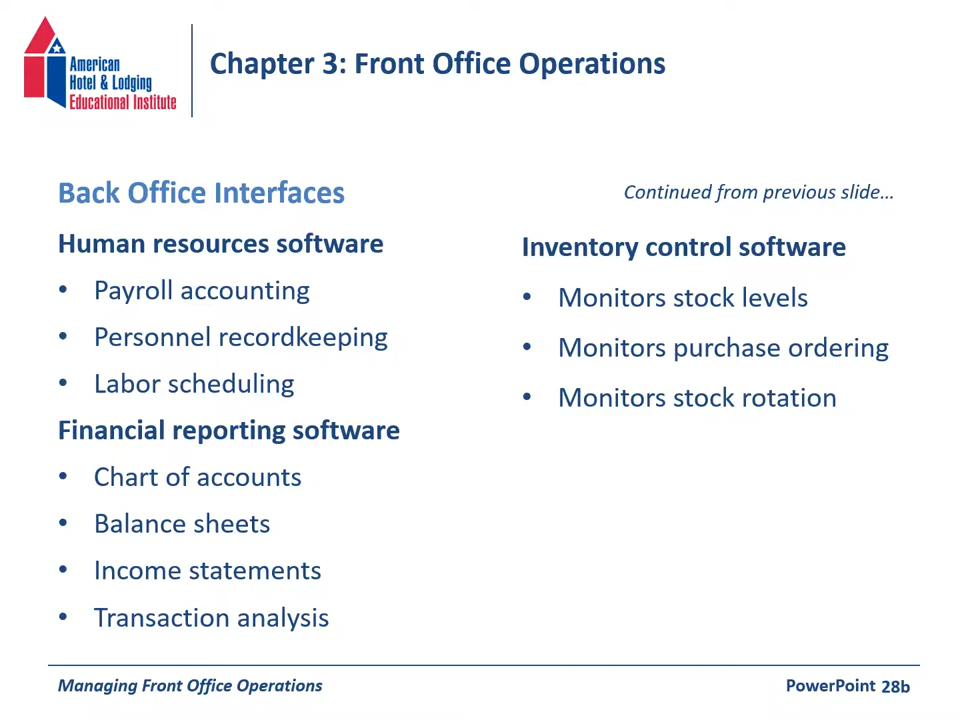 American
Hotel & Lodging
Educational Institute
Chapter 3: Front Office Operations
Back Office Interfaces
Continued from previous slide…
Human resources software
• Payroll accounting
• Personnel recordkeeping
• Labor scheduling
Financial reporting software
• Chart of accounts
• Balance sheets
• Income statements
• Transaction analysis
Inventory control software
• Monitors stock levels
• Monitors purchase ordering
• Monitors stock rotation
Managing Front Office Operations
PowerPoint 28b